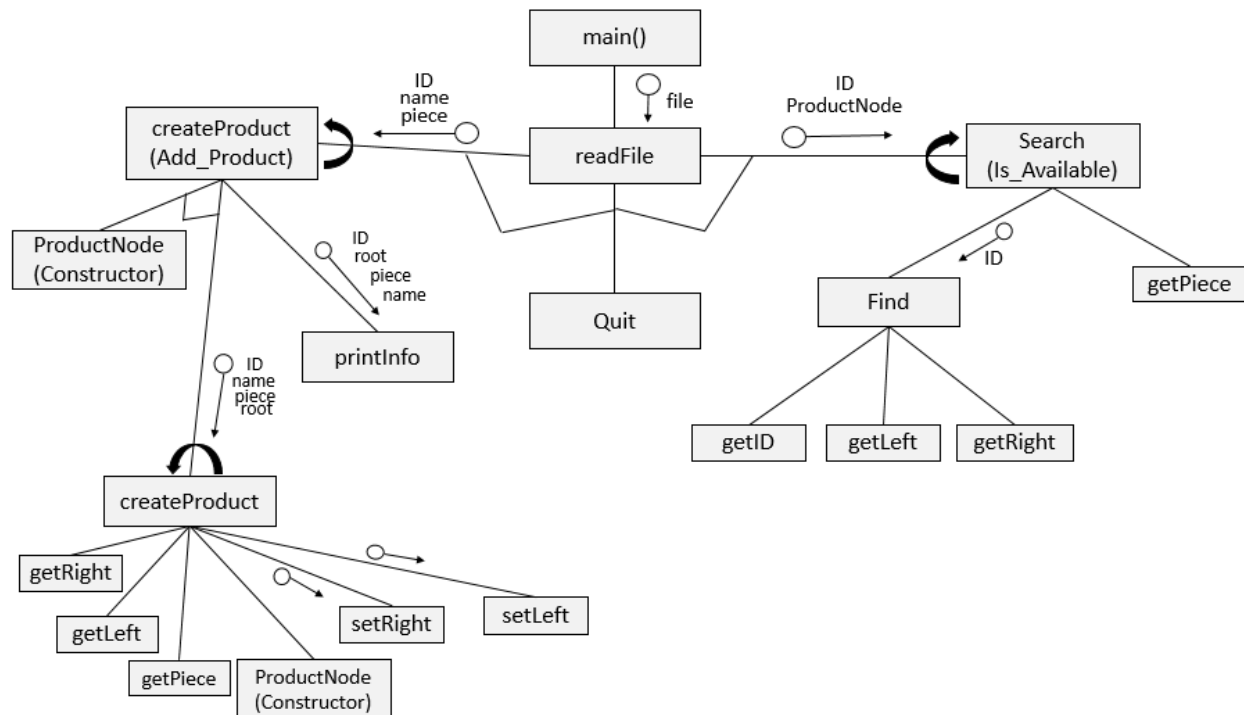 main()
file
ID
name
piece
ID
ProductNode
createProduct
(Add_Product)
readFile
Search
(Is_Available)
ProductNode
(Constructor)
ID
root
piece
name
ID
getPiece
Find
Quit
printInfo
ID
name
piece
root
getID
getLeft
getRight
createProduct
getRight
getLeft
getPiece
ProductNode
(Constructor)
setRight
setLeft